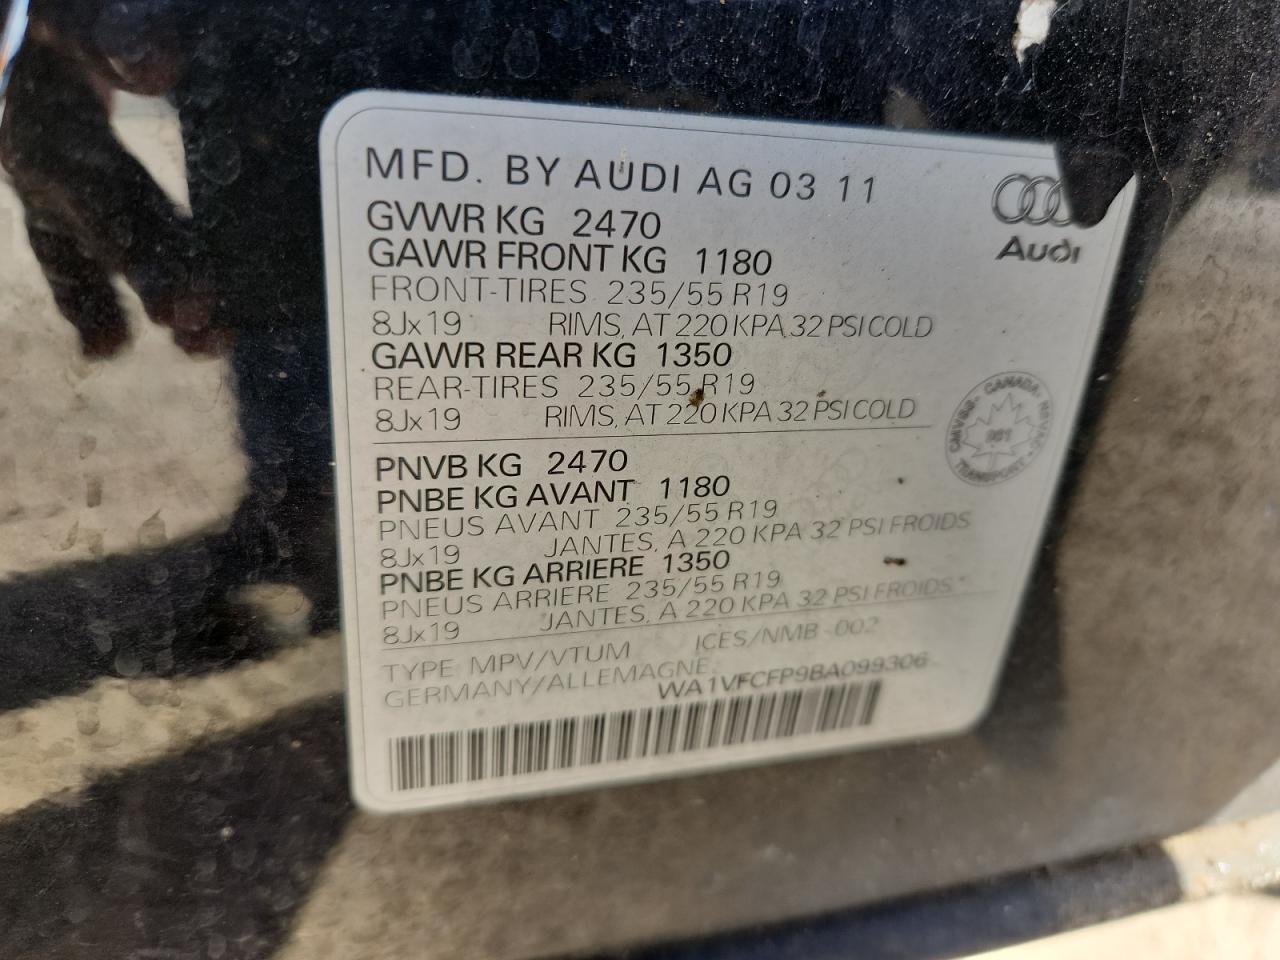 MFD. BY AUDI AG 03 11
Audi
GVWR KG 2470
GAWR FRONT KG 1180
FRONT-TIRES 235/55 R19
8Jx19 RIMS, AT 220 KPA 32 PSI COLD
GAWR REAR KG 1350
REAR-TIRES 235/55 R19
8Jx19 RIMS, AT 220 KPA 32 PSI COLD
CMVSS · CANADA · NSVAC
TRANSPORT
PNVB KG 2470
PNBE KG AVANT 1180
PNEUS AVANT 235/55 R19
8Jx19 JANTES, A 220 KPA 32 PSI FROIDS
PNBE KG ARRIERE 1350
PNEUS ARRIERE 235/55 R19
8Jx19 JANTES, A 220 KPA 32 PSI FROIDS
TYPE MPV/VTUM ICES/NMB-002
GERMANY/ALLEMAGNE
WA1VFCFP9BA099306